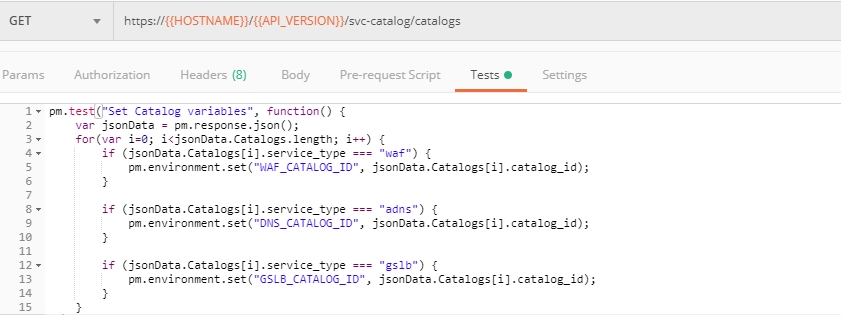 GET https://{{HOSTNAME}}/{{API_VERSION}}/svc-catalog/catalogs
Params Authorization Headers (8) Body Pre-request Script Tests Settings
1 pm.test("Set Catalog variables", function() {
2     var jsonData = pm.response.json();
3     for(var i=0; i<jsonData.Catalogs.length; i++) {
4         if (jsonData.Catalogs[i].service_type === "waf") {
5             pm.environment.set("WAF_CATALOG_ID", jsonData.Catalogs[i].catalog_id);
6         }
7
8         if (jsonData.Catalogs[i].service_type === "adns") {
9             pm.environment.set("DNS_CATALOG_ID", jsonData.Catalogs[i].catalog_id);
10         }
11
12         if (jsonData.Catalogs[i].service_type === "gslb") {
13             pm.environment.set("GSLB_CATALOG_ID", jsonData.Catalogs[i].catalog_id);
14         }
15     }